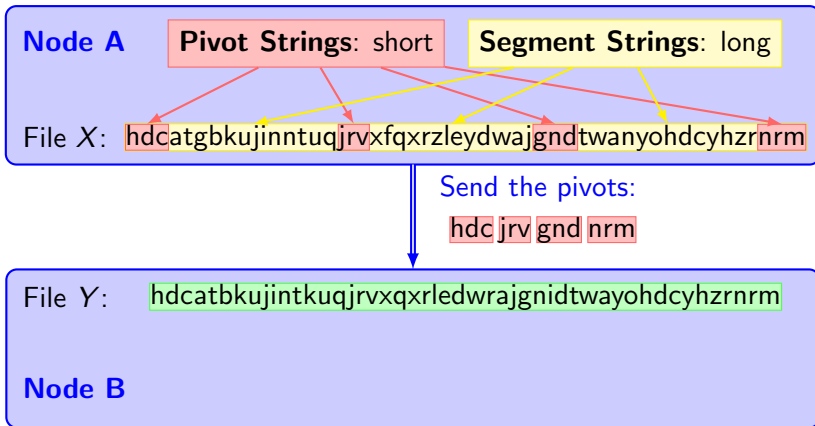 Node A Pivot Strings: short Segment Strings: long
File X: hdcatgbkujinntuqjrvxfqxrzleydwajgndtwanyohdcyhzrnrm
Send the pivots:
hdc jrv gnd nrm
File Y: hdcatbkujintkuqjrvxqxrledwrajgnidtwayohdcyhzrnrm
Node B